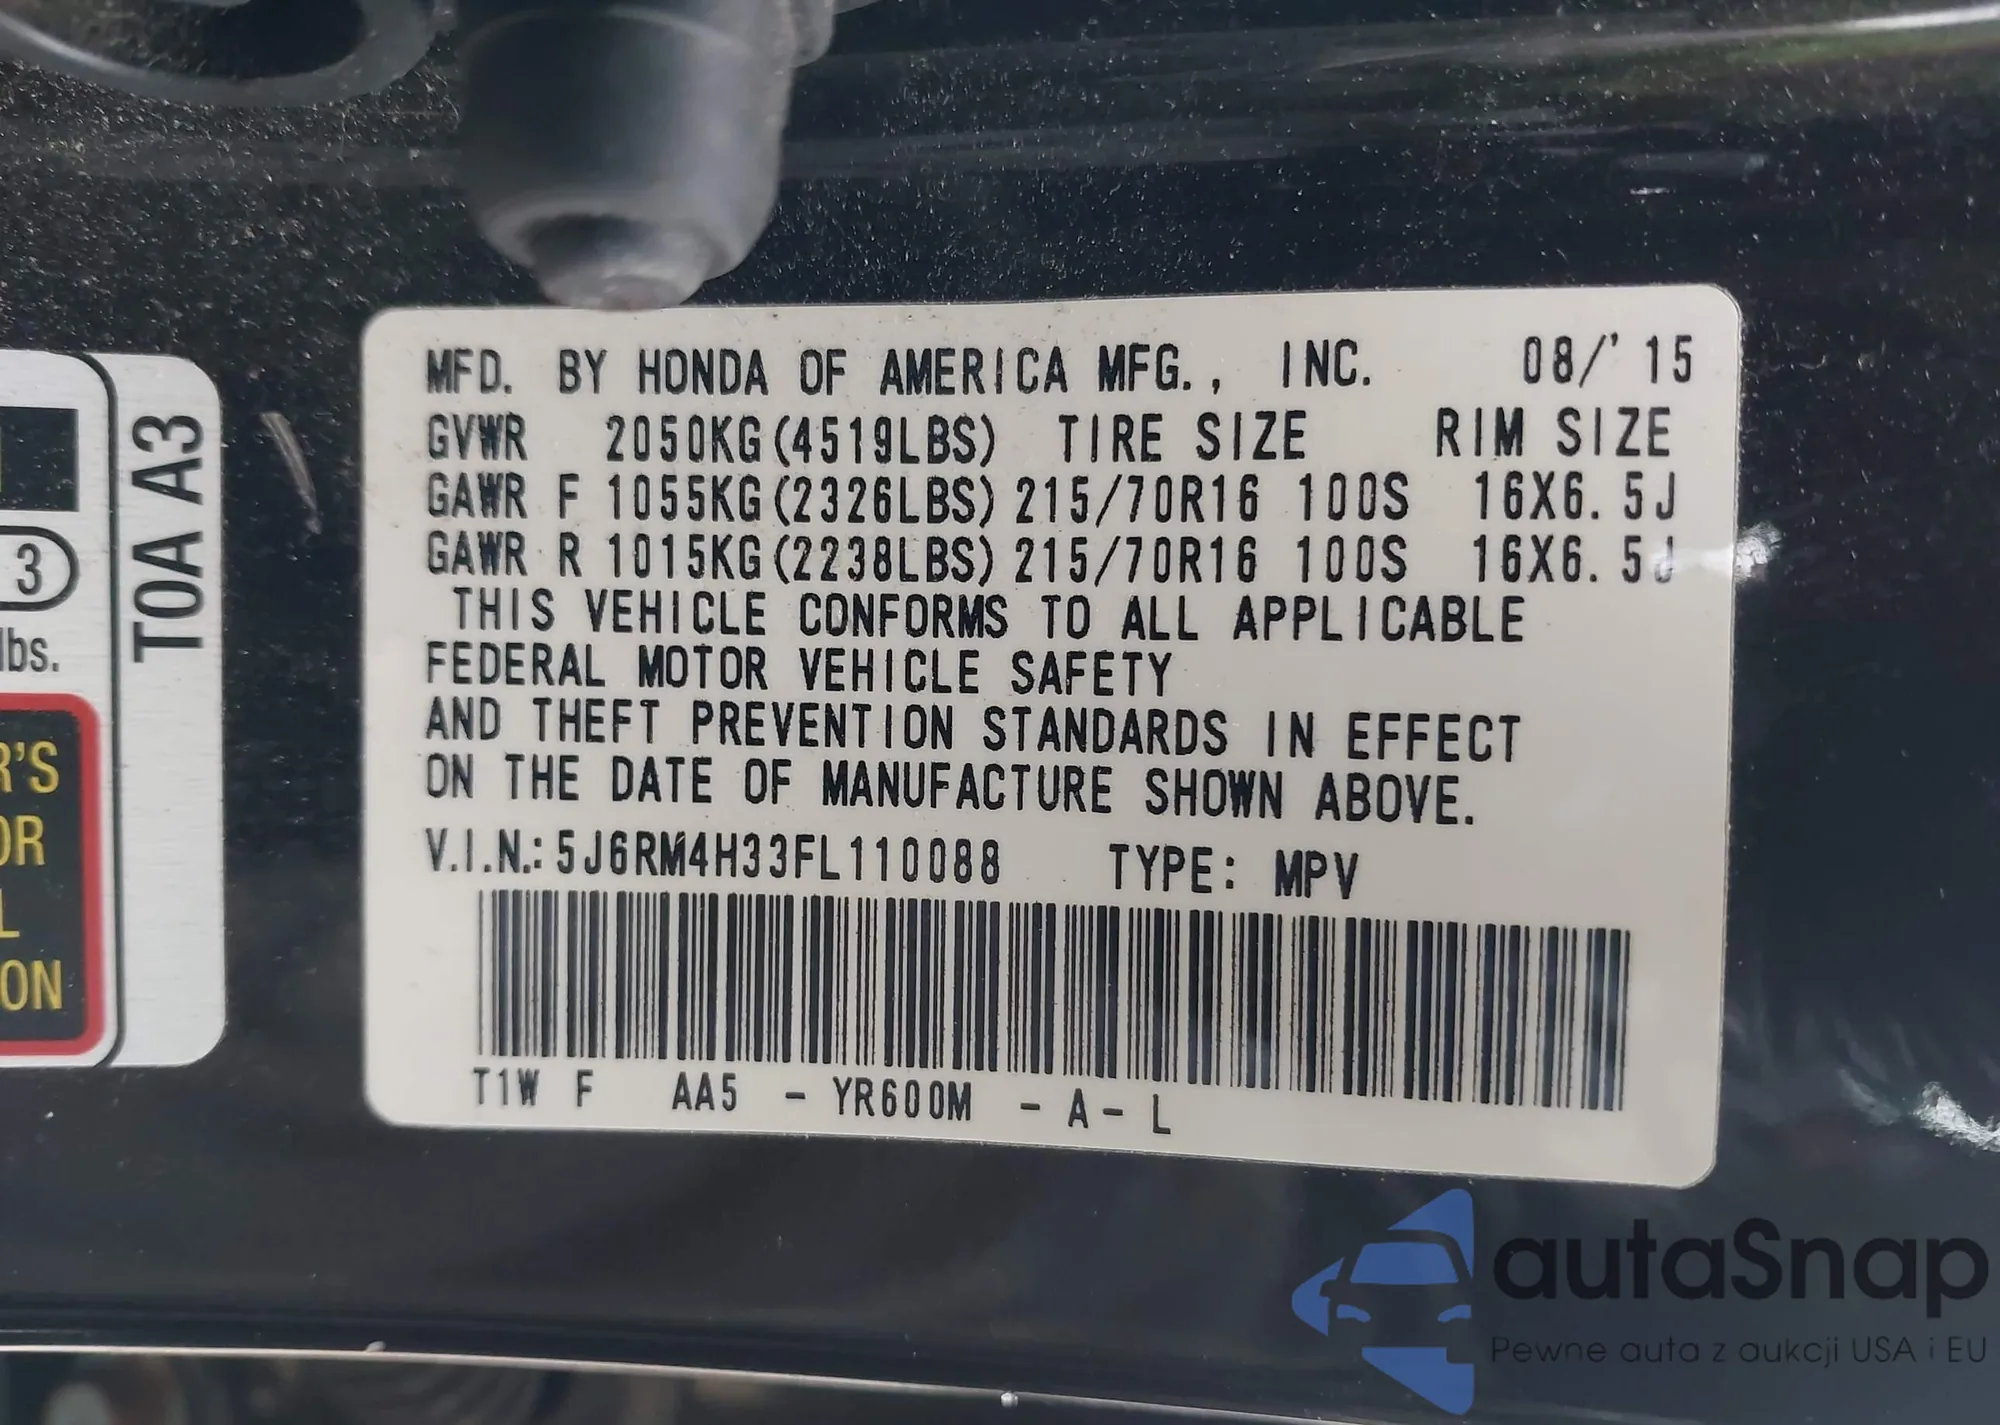 MFD. BY HONDA OF AMERICA MFG., INC. 08/'15
GVWR 2050KG(4519LBS) TIRE SIZE RIM SIZE
GAWR F 1055KG(2326LBS) 215/70R16 100S 16X6.5J
GAWR R 1015KG(2238LBS) 215/70R16 100S 16X6.5J
THIS VEHICLE CONFORMS TO ALL APPLICABLE
FEDERAL MOTOR VEHICLE SAFETY
AND THEFT PREVENTION STANDARDS IN EFFECT
ON THE DATE OF MANUFACTURE SHOWN ABOVE.
V.I.N.: 5J6RM4H33FL110088 TYPE: MPV
T1W F AA5 - YR600M - A - L
T0A A3
3
lbs.
R'S
OR
L
ON
autaSnap
Pewne auta z aukcji USA i EU